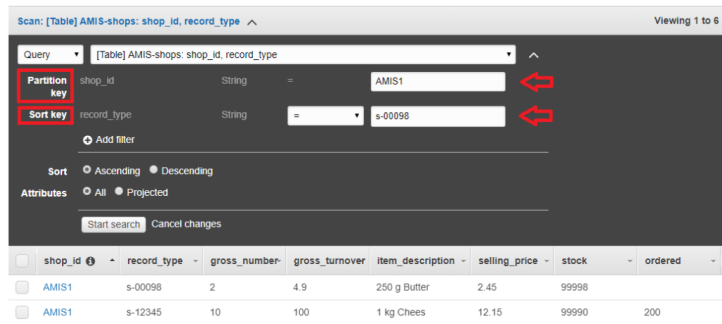 Scan: [Table] AMIS-shops: shop_id, record_type Viewing 1 to 6
Query [Table] AMIS-shops: shop_id, record_type
Partition key shop_id String = AMIS1
Sort key record_type String = s-00098
Add filter
Sort Ascending Descending
Attributes All Projected
Start search Cancel changes
shop_id record_type gross_number gross_turnover item_description selling_price stock ordered
AMIS1 s-00098 2 4.9 250 g Butter 2.45 99998
AMIS1 s-12345 10 100 1 kg Chees 12.15 99990 200